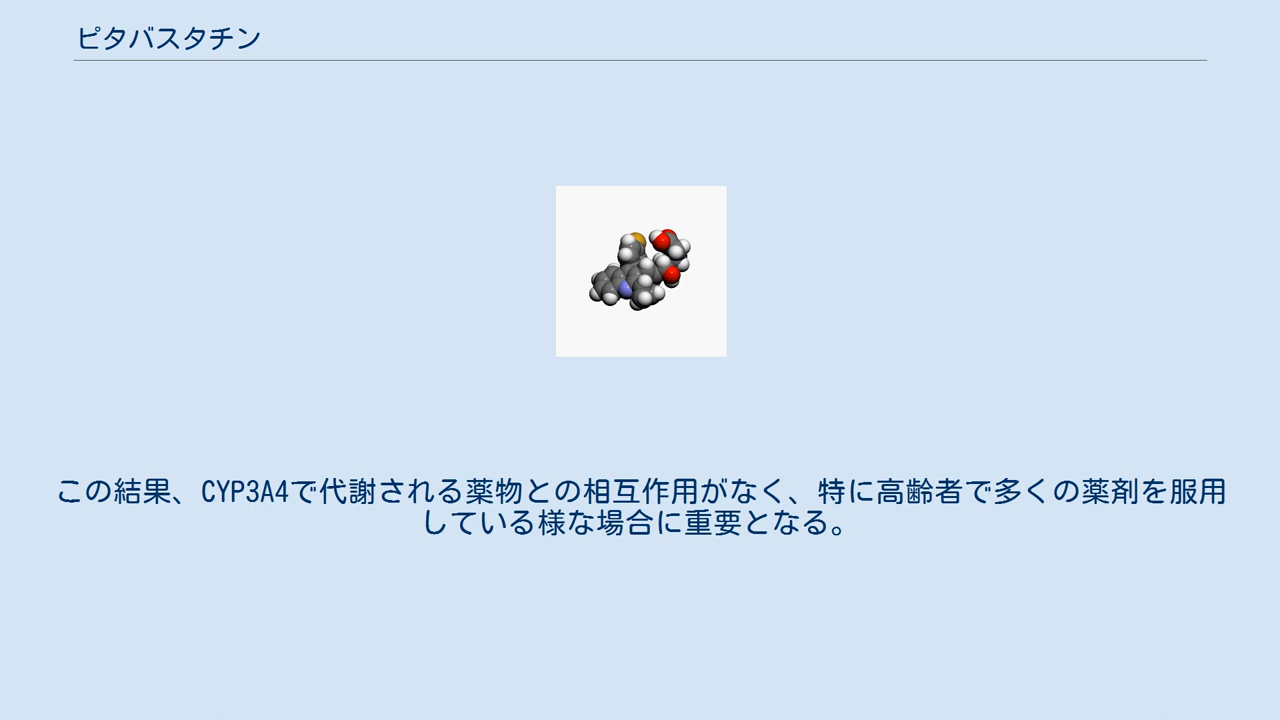 ピタバスタチン
この結果、CYP3A4で代謝される薬物との相互作用がなく、特に高齢者で多くの薬剤を服用
している様な場合に重要となる。